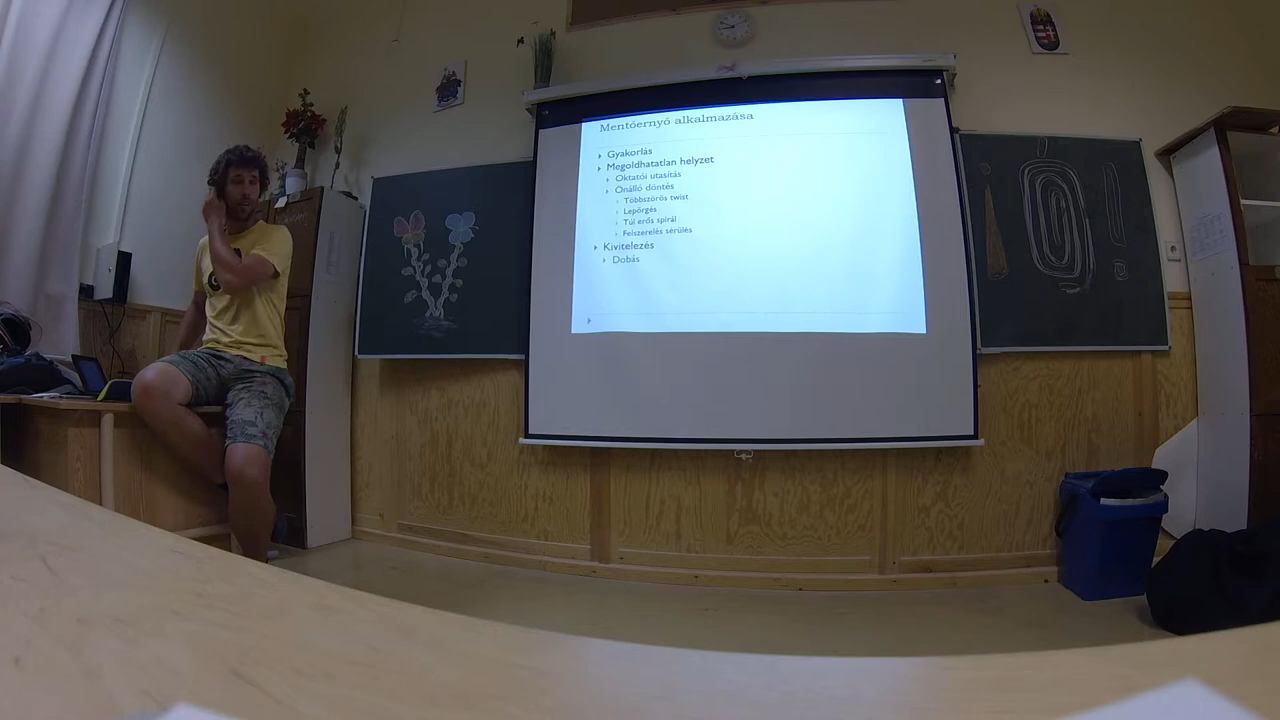 Mentőernyő alkalmazása
Gyakorlás
Megoldhatatlan helyzet
Oktatói utasítás
Önálló döntés
Többszörös twist
Lepörgés
Túl erős spirál
Felszerelés sérülés
Kivitelezés
Dobás